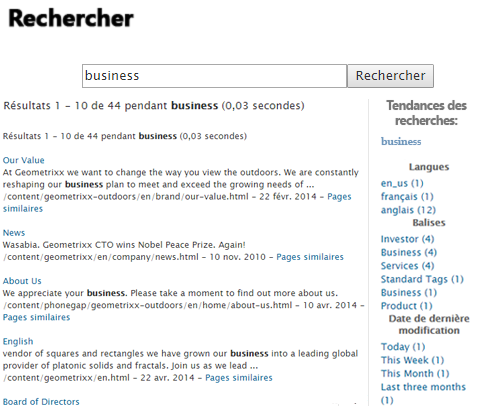 Rechercher
business
Rechercher
Résultats 1 – 10 de 44 pendant business (0,03 secondes)
Résultats 1 – 10 de 44 pendant business (0,03 secondes)
Our Value
At Geometrixx we want to change the way you view the outdoors. We are constantly
reshaping our business plan to meet and exceed the growing needs of ...
/content/geometrixx-outdoors/en/brand/our-value.html – 22 févr. 2014 – Pages
similaires
News
Wasabia. Geometrixx CTO wins Nobel Peace Prize. Again!
/content/geometrixx/en/company/news.html – 10 nov. 2010 – Pages similaires
About Us
We appreciate your business. Please take a moment to find out more about us.
/content/phonegap/geometrixx-outdoors/en/home/about-us.html – 10 avr. 2014 –
Pages similaires
English
vendor of squares and rectangles we have grown our business into a leading global
provider of platonic solids and fractals. Join us as we lead ...
/content/geometrixx/en.html – 22 avr. 2014 – Pages similaires
Board of Directors
Tendances des
recherches:
business
Langues
en_us (1)
français (1)
anglais (12)
Balises
Investor (4)
Business (4)
Services (4)
Standard Tags (1)
Business (1)
Product (1)
Date de dernière
modification
Today (1)
This Week (1)
This Month (1)
Last three months
(1)